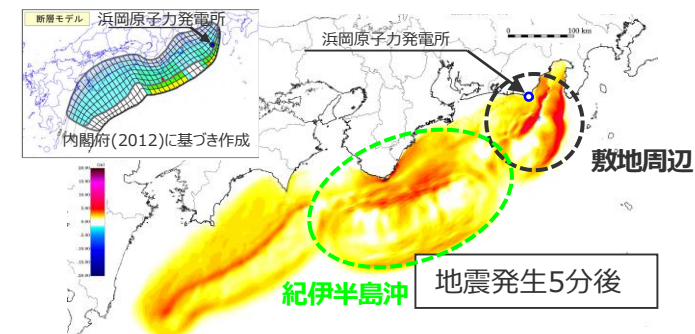 断層モデル
浜岡原子力発電所
内閣府(2012)に基づき作成
浜岡原子力発電所
0
100 km
敷地周辺
紀伊半島沖
地震発生5分後